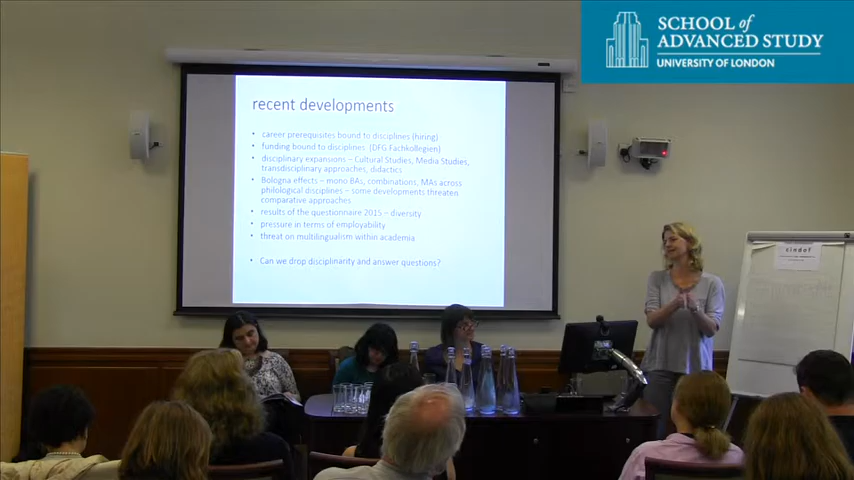 SCHOOL of
ADVANCED STUDY
UNIVERSITY OF LONDON
recent developments
• career prerequisites bound to disciplines (hiring)
• funding bound to disciplines (DFG Fachkollegien)
• disciplinary expansions – Cultural Studies, Media Studies,
transdisciplinary approaches, didactics
• Bologna effects – mono BAs, combinations, MAs across
philological disciplines – some developments threaten
comparative approaches
• results of the questionnaire 2015 – diversity
• pressure in terms of employability
• threat on multilingualism within academia
• Can we drop disciplinarity and answer questions?